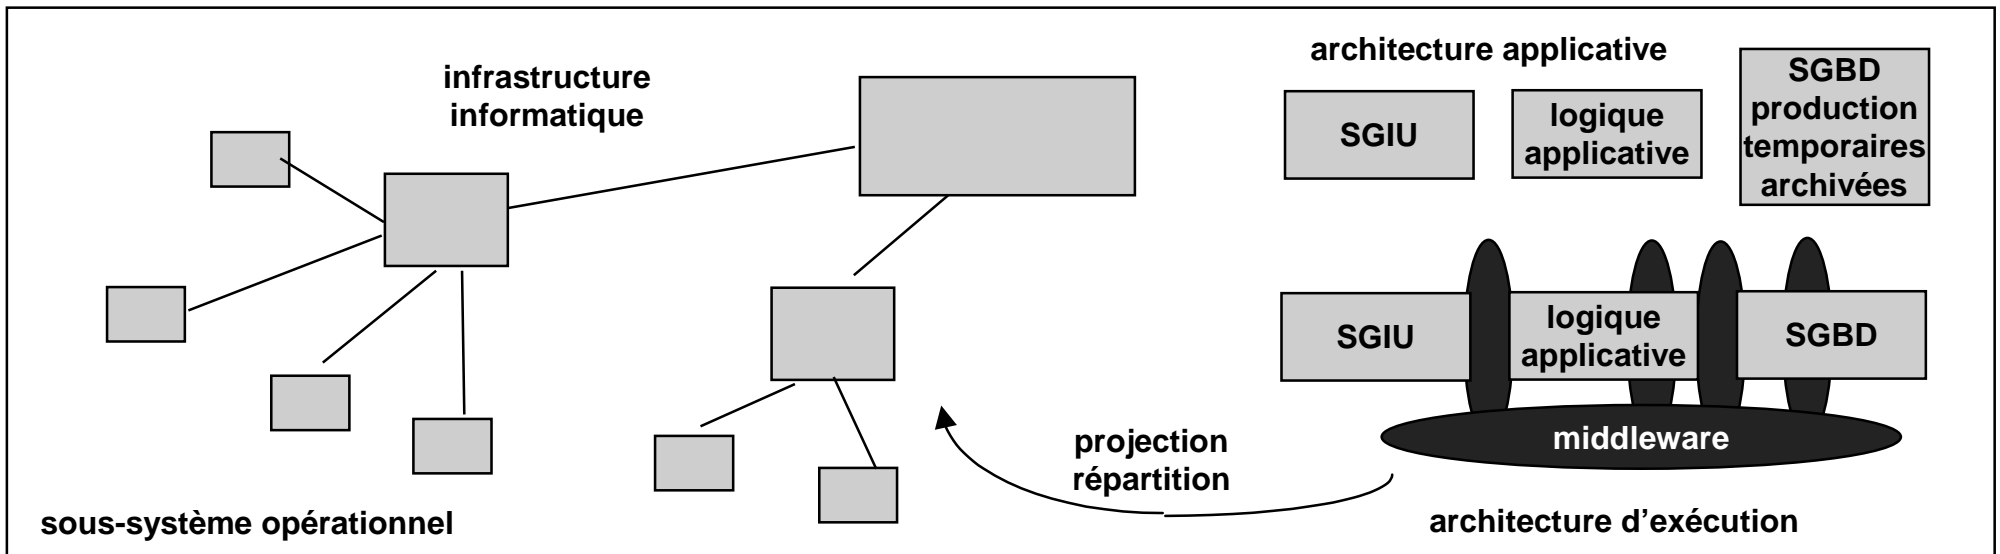 infrastructure
informatique
architecture applicative
SGIU
logique
applicative
SGBD
production
temporaires
archivées
SGIU
logique
applicative
SGBD
middleware
projection
répartition
sous-système opérationnel
architecture d’exécution